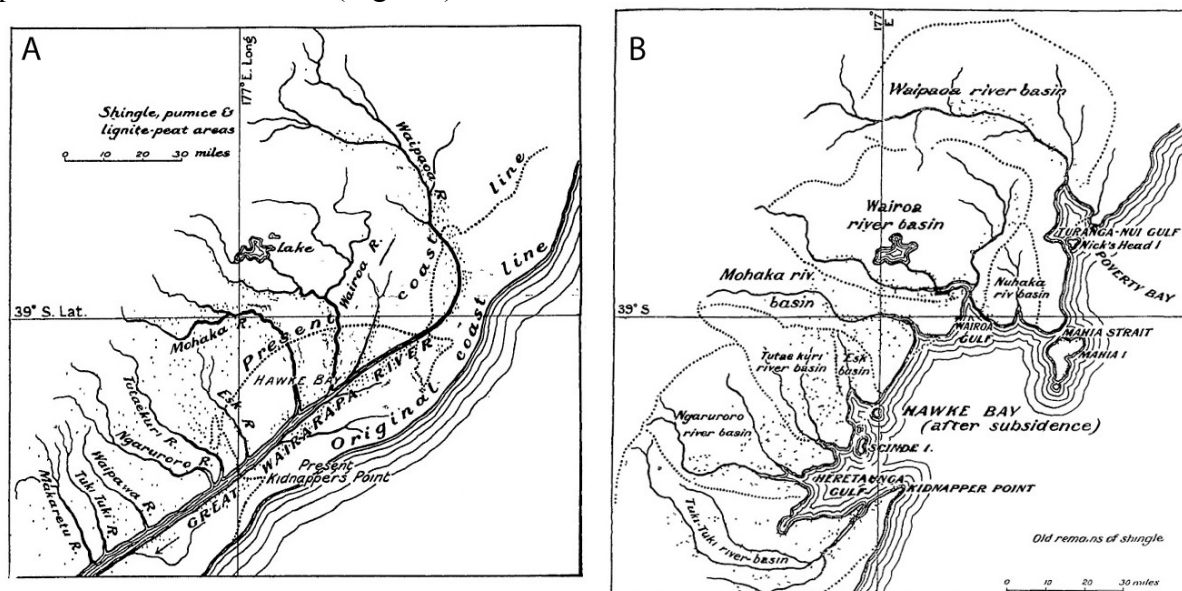 A
177° E. Long
Shingle, pumice &
lignite-peat areas
0 10 20 30 miles
Waipaoa R.
line
Lake
Wairoa R.
coast
39° S. Lat.
Mohaka R.
Present
HAWKE BAY
line
coast
Original
GREAT WAIRARAPA RIVER
Esk R.
Tutaekuri R.
Ngaruroro R.
Present
Kidnappers Point
Waipawa R.
Tuki Tuki R.
Makaretu R.
B
177°
E
Waipaoa river basin
Wairoa
river basin
TURANGA-NUI GULF
Nick's Head I
POVERTY BAY
Mohaka riv.
basin
Nuhaka
riv basin
39° S
WAIROA
GULF
MAHIA STRAIT
MAHIA I
Tutaekuri
river basin
Esk
basin
HAWKE BAY
(after subsidence)
Ngaruroro
river basin
SCINDE I.
HERETAUNGA
GULF
KIDNAPPER POINT
Tuki-Tuki river-basin
Old remains of shingle
0 10 20 30 miles